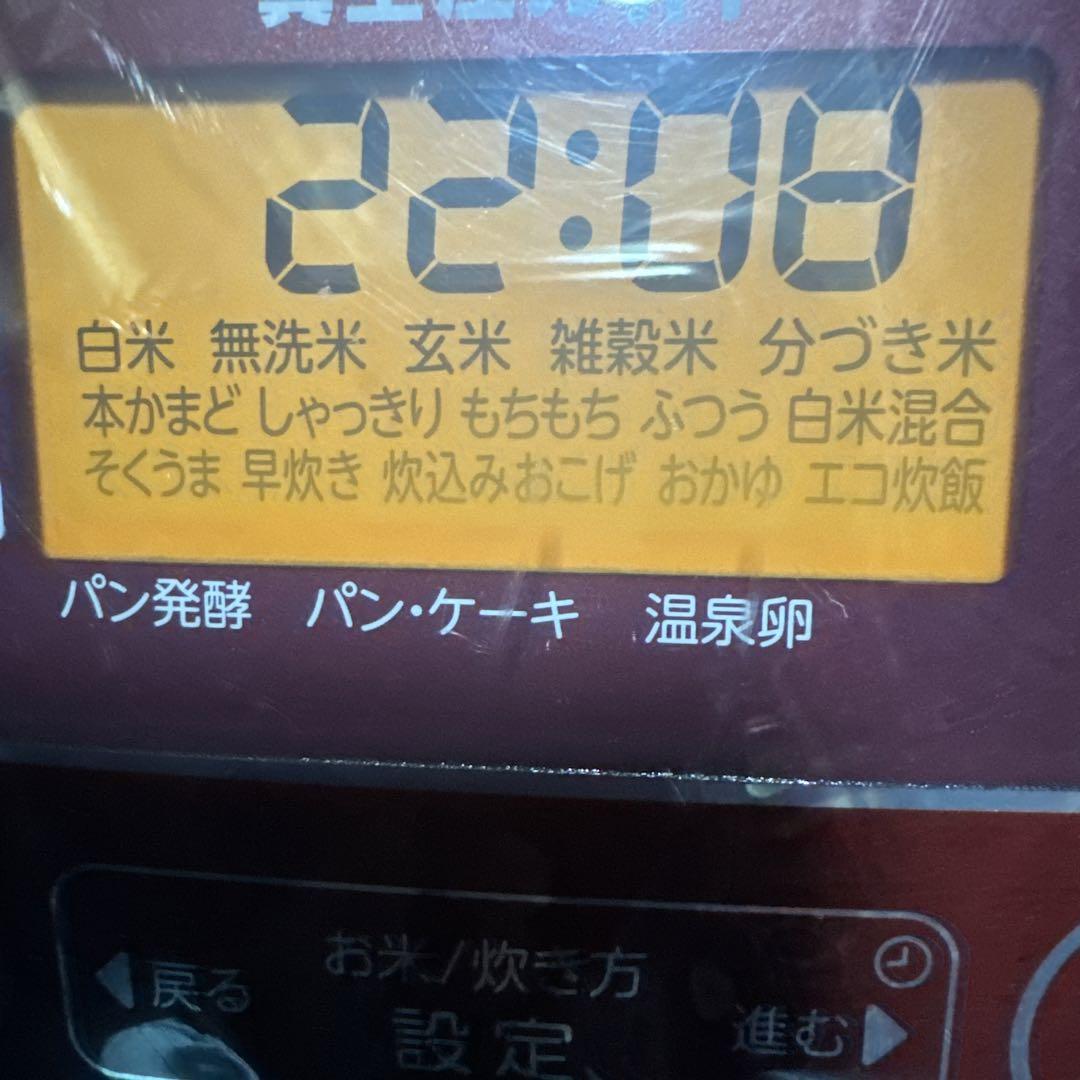 22:08
白米 無洗米 玄米 雑穀米 分づき米
本かまど しゃっきり もちもち ふつう 白米混合
そくうま 早炊き 炊込みおこげ おかゆ エコ炊飯
パン発酵 パン・ケーキ 温泉卵
お米/炊き方
戻る 設定 進む